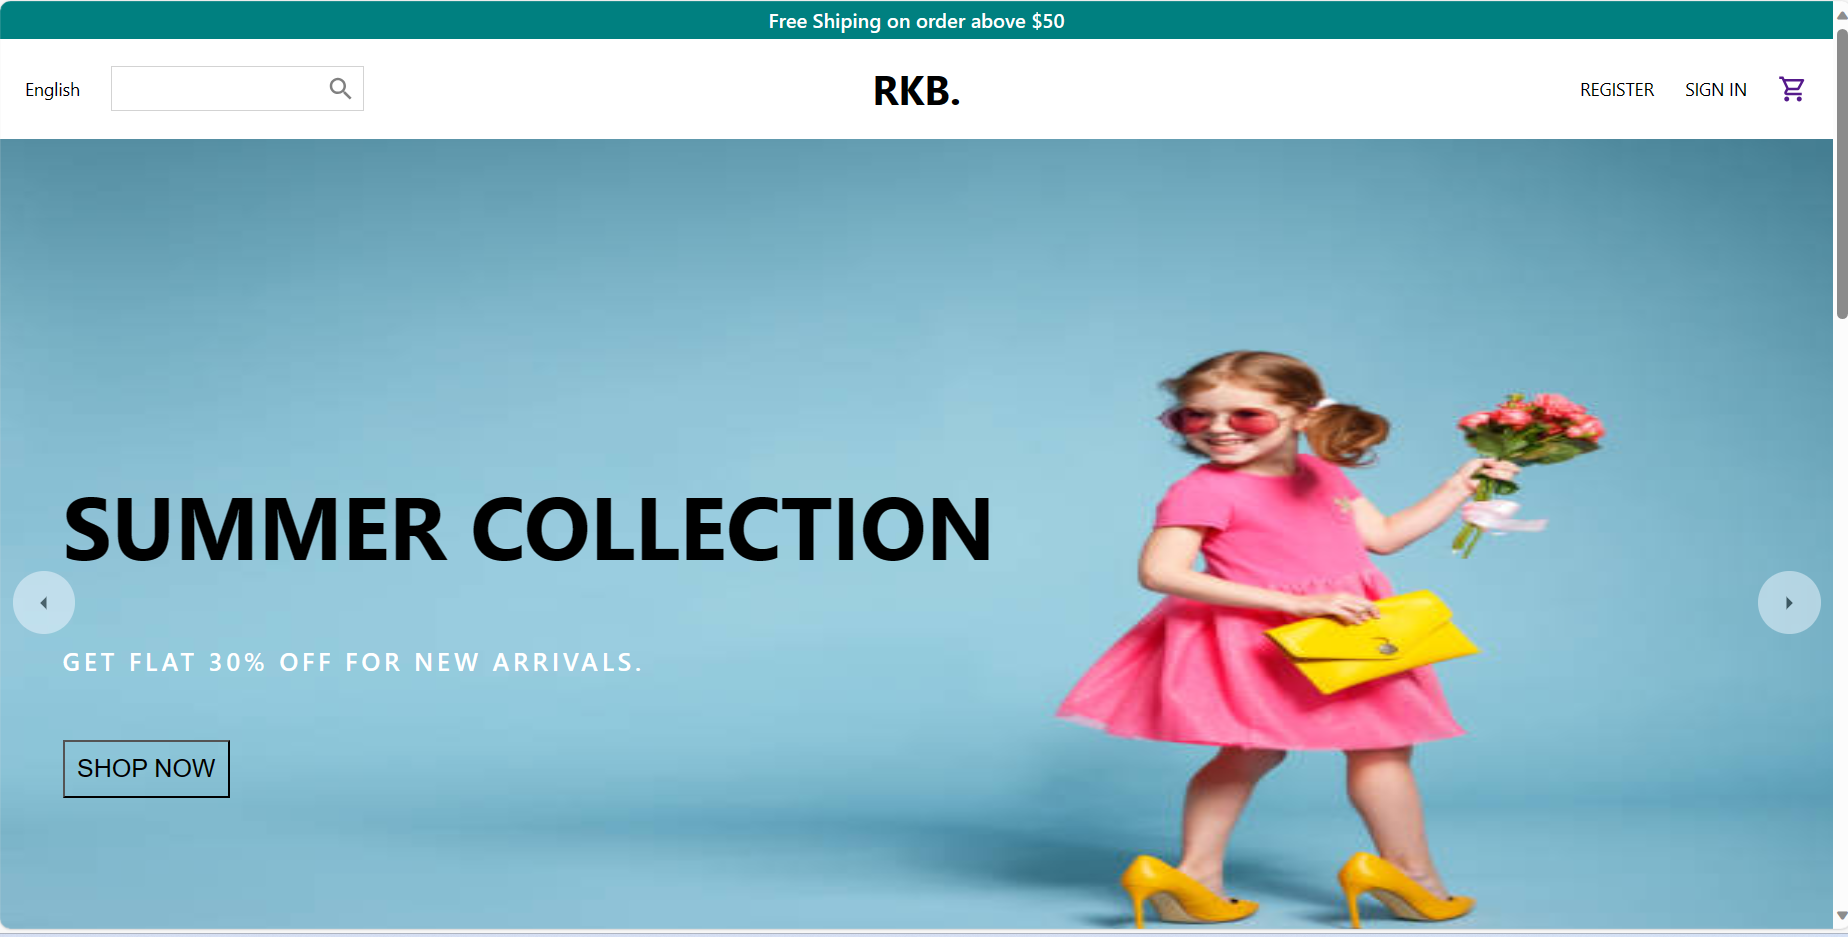 Free Shiping on order above $50
English
RKB.
REGISTER
SIGN IN
SUMMER COLLECTION
GET FLAT 30% OFF FOR NEW ARRIVALS.
SHOP NOW